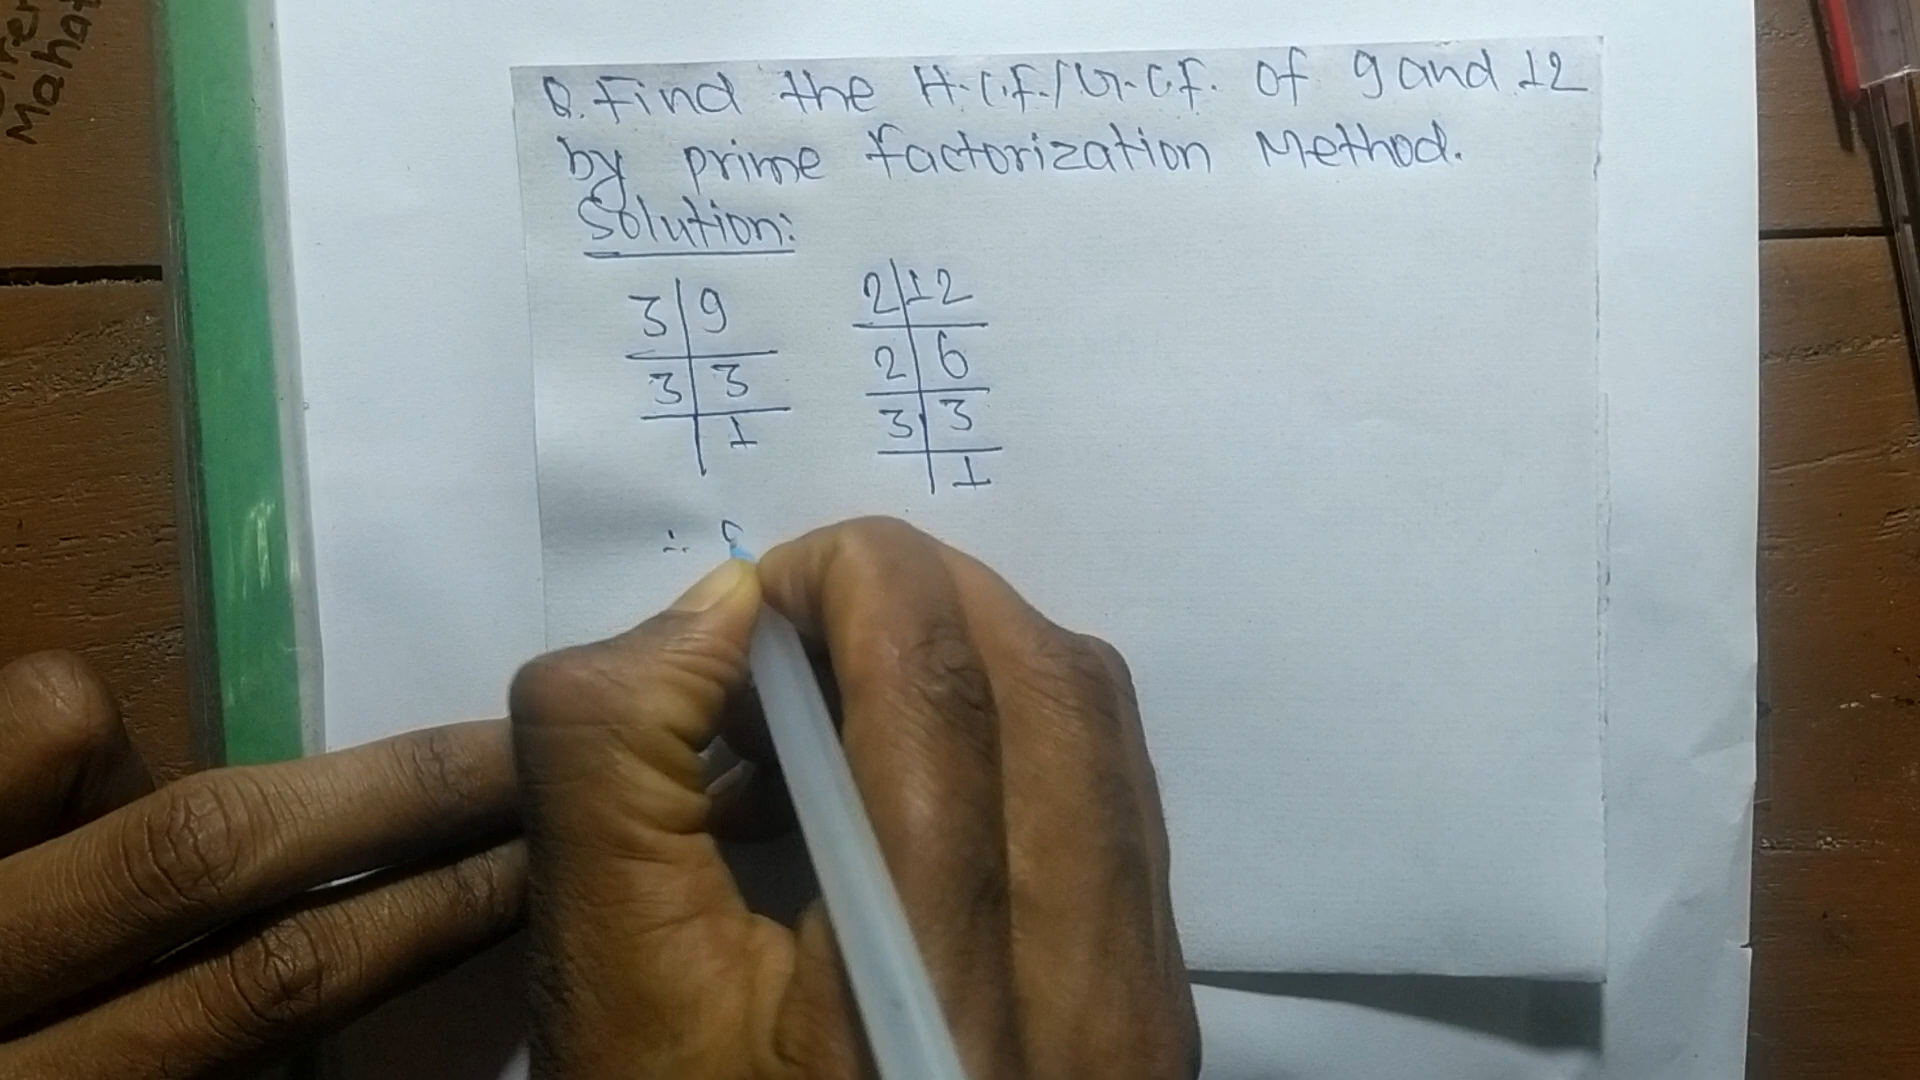 Q. Find the H.C.F./G.C.F. of 9 and 12
by prime factorization Method.
Solution:
3 9
3 3
1
2 12
2 6
3 3
1
∴